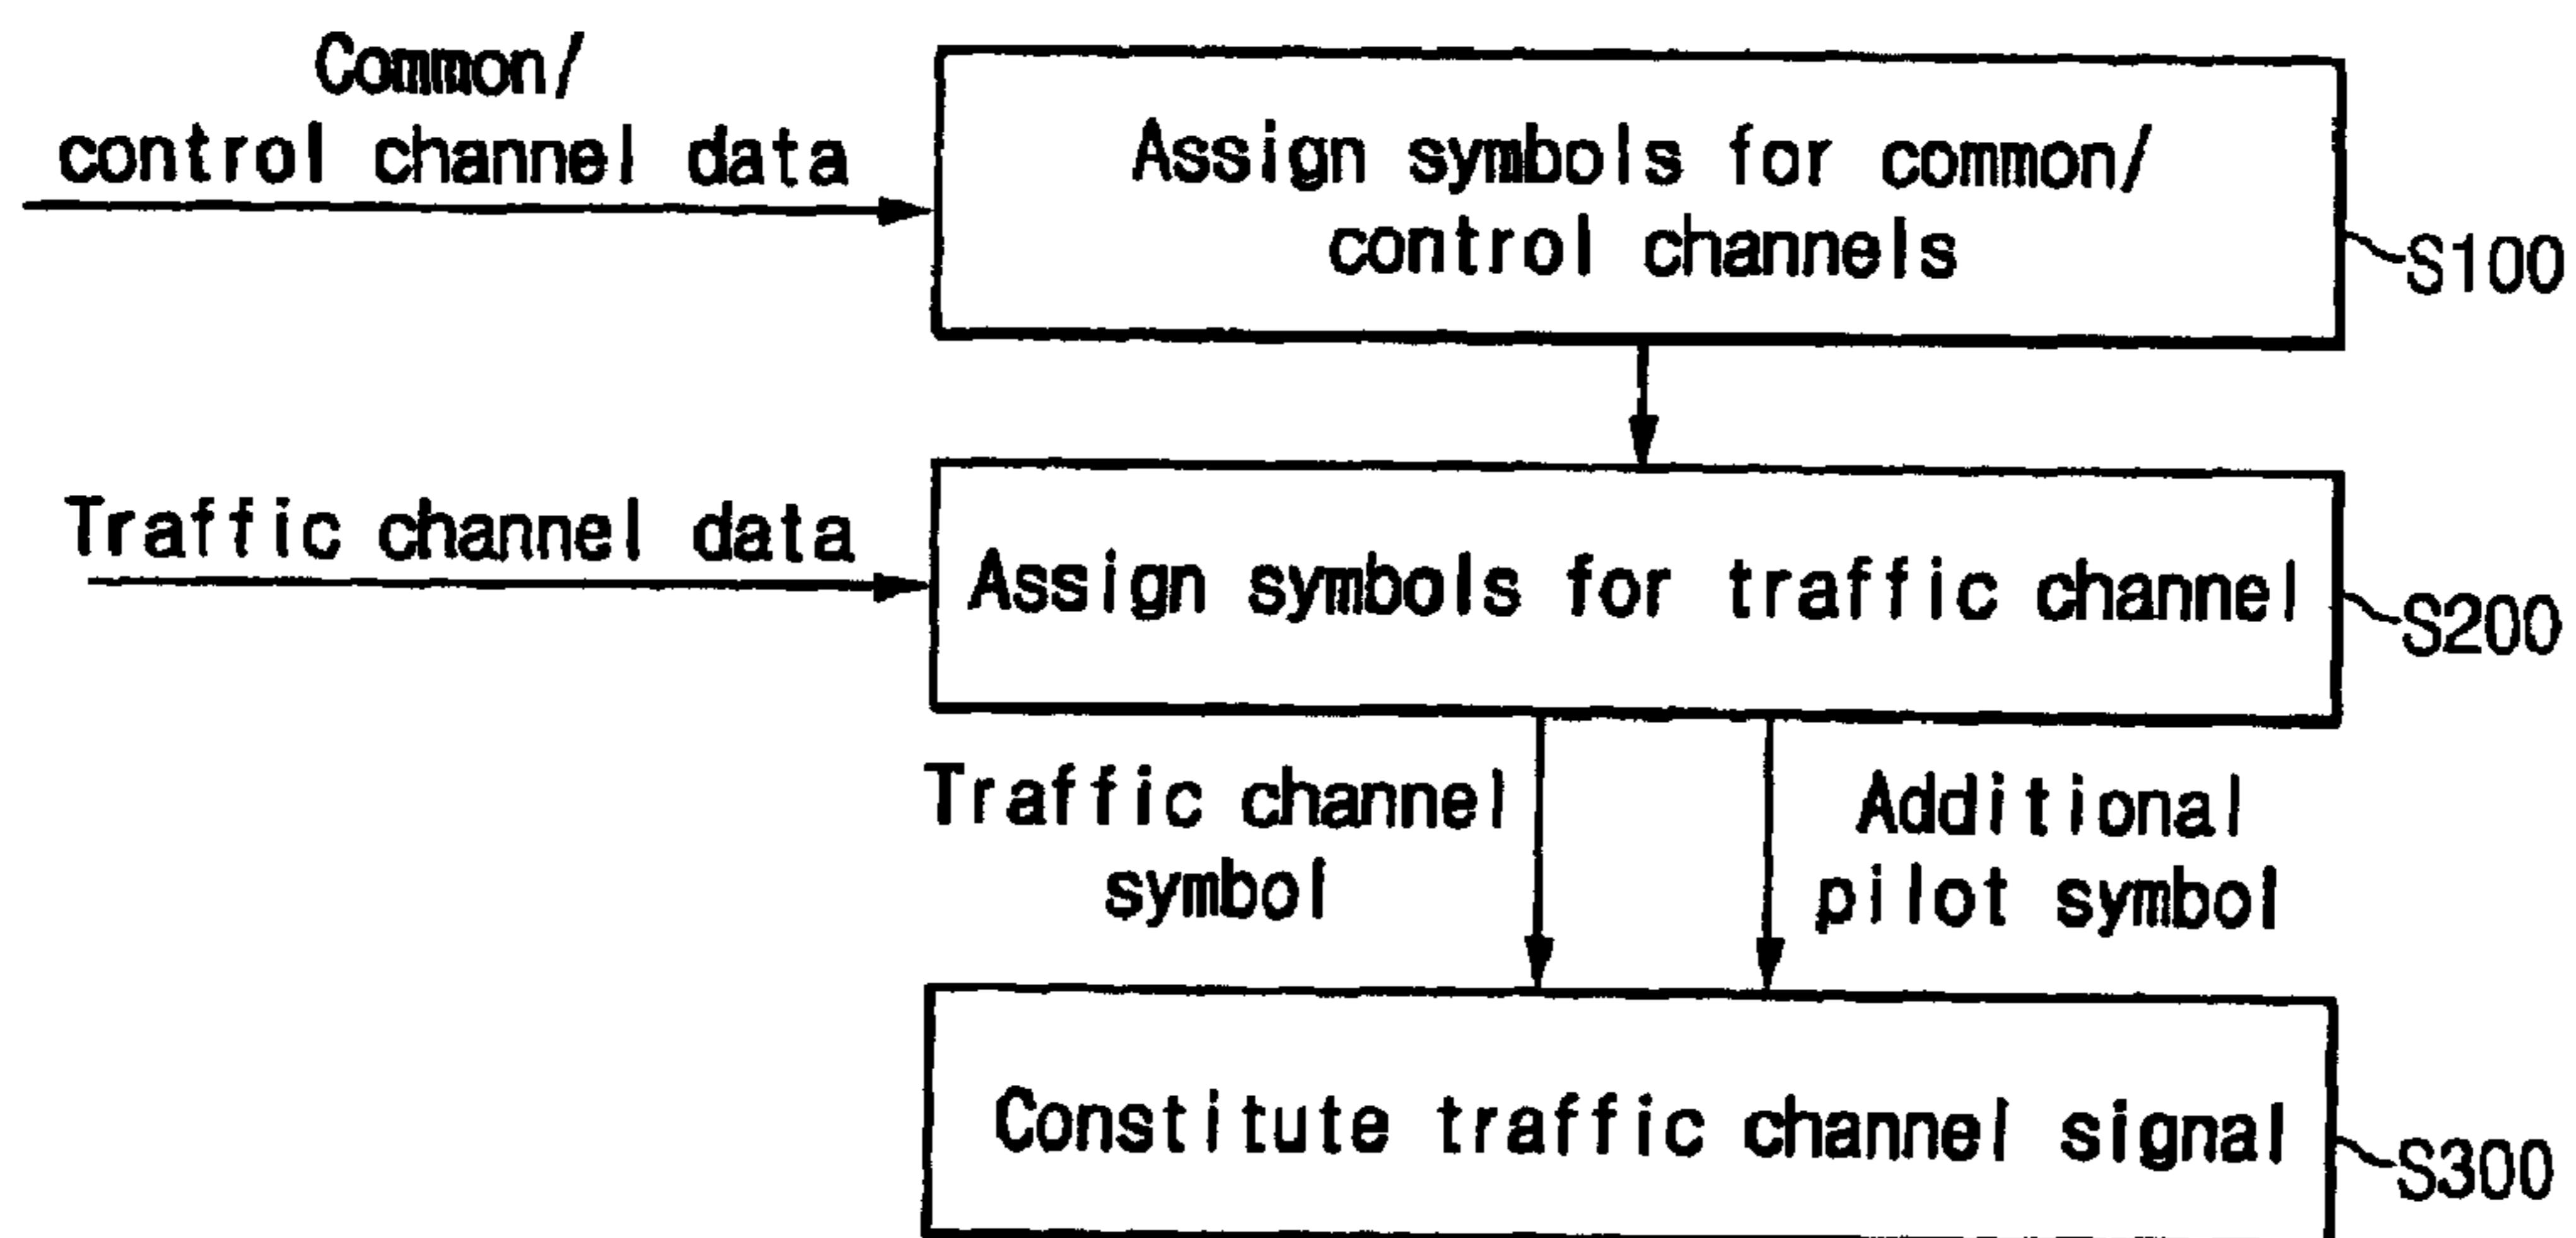 Common/
control channel data
Assign symbols for common/
control channels
S100
Traffic channel data
Assign symbols for traffic channel
S200
Traffic channel
symbol
Additional
pilot symbol
Constitute traffic channel signal
S300